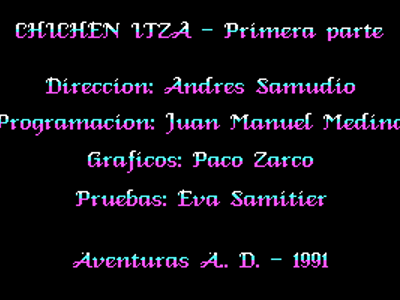 CHICHEN ITZA - Primera parte
Direccion: Andres Samudio
Programacion: Juan Manuel Medina
Graficos: Paco Zarco
Pruebas: Eva Samitier
Aventuras A. D. - 1991